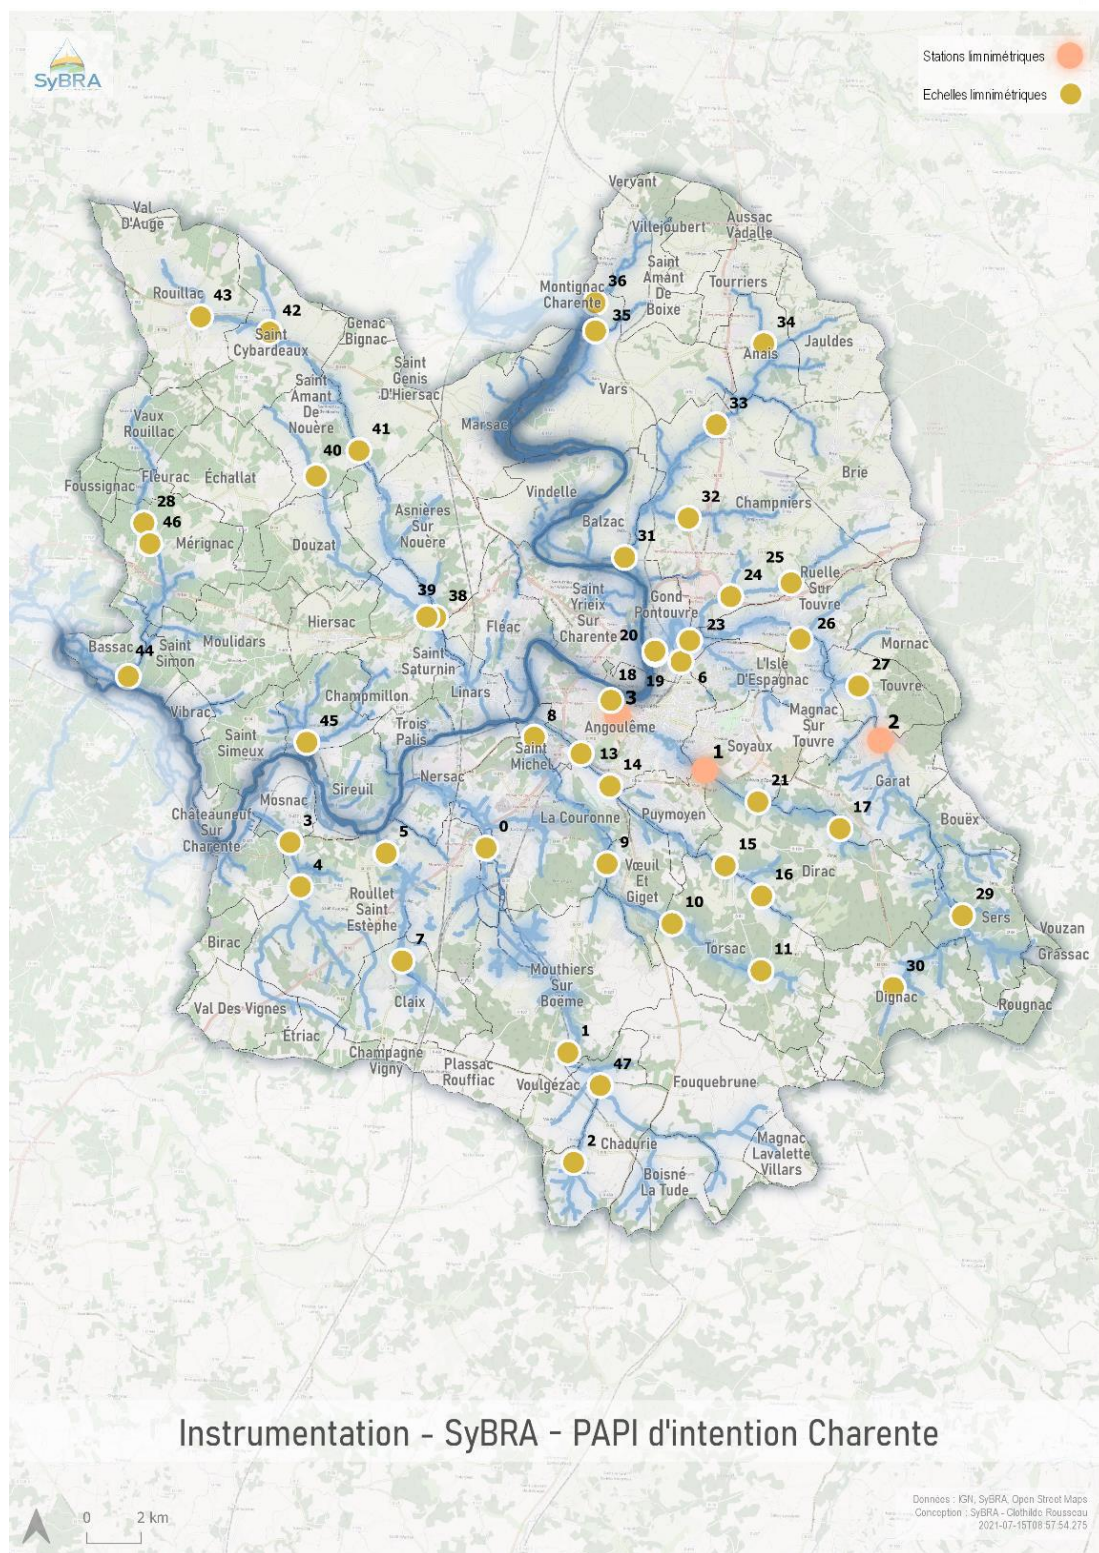 SyBRA
Stations limnimétriques
Echelles limnimétriques
Veryant
Val
D'Auge
Villejoubert
Aussac
Vadalle
Saint
Amant
De
Boixe
Tourriers
36
Montignac
Charente
Rouillac
43
42
35
34
Saint
Cybardeaux
Genac
Bignac
Anais
Jauldes
Saint
Genis
D'Hiersac
Saint
Amant
De
Nouère
Vars
33
Vaux
Rouillac
Marsac
41
40
Brie
Fleurac
Échallat
Foussignac
28
46
Vindelle
32
Champniers
Asnières
Sur
Nouère
Balzac
Mérignac
Douzat
31
25
24
Ruelle
Sur
Touvre
Saint
Yrieix
Sur
Charente
Gond
Pontouvre
39
38
Hiersac
Fléac
20
23
26
Mornac
Bassac
44
Saint
Simon
Moulidars
Saint
Saturnin
18
19
6
L'Isle
D'Espagnac
27
Touvre
Linars
Champmillon
3
Vibrac
45
Trois
Palis
8
Angoulême
Magnac
Sur
Touvre
2
Saint
Simeux
Saint
Michel
13
1
Soyaux
Nersac
14
Garat
Sireuil
21
Mosnac
Chateauneuf
Sur
Charente
La Couronne
Puymoyen
17
Bouëx
3
5
0
9
15
Dirac
4
Vœuil
Et
Giget
16
Roullet
Saint
Estèphe
10
29
Sers
Vouzan
Birac
7
Torsac
11
Grassac
Mouthiers
Sur
Boëme
30
Dignac
Rougnac
Val Des Vignes
Claix
Étriac
1
Champagne
Vigny
Plassac
Rouffiac
47
Voulgézac
Fouquebrune
2
Chadurie
Magnac
Lavalette
Villars
Boisné
La Tude
Instrumentation - SyBRA - PAPI d'intention Charente
0
2 km
Données : IGN, SyBRA, Open Street Maps
Conception : SyBRA - Clothilde Rousseau
2021-07-15T08:57:54.275